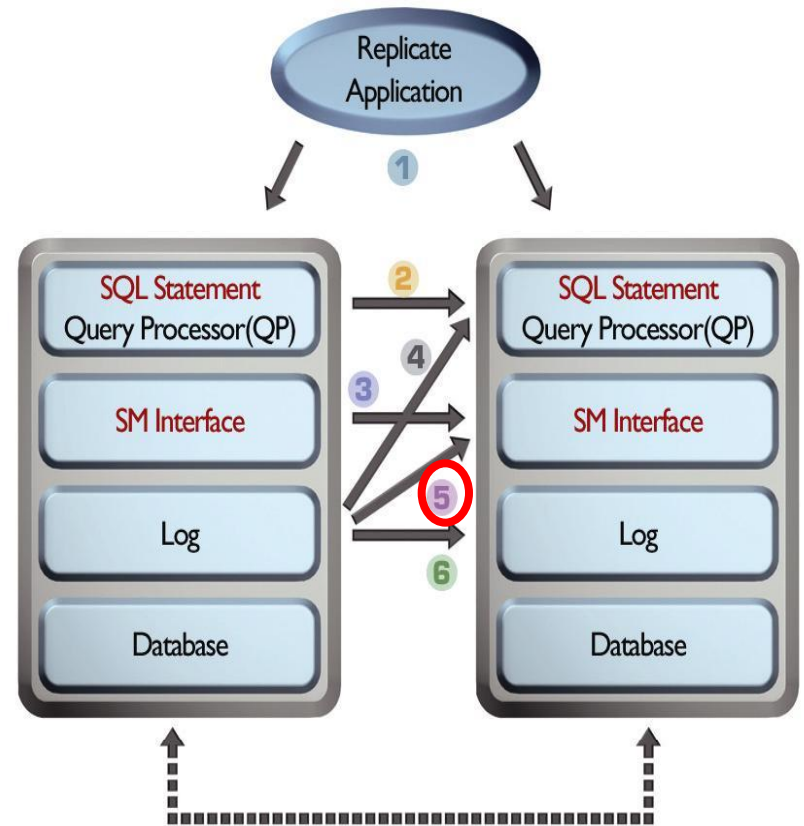 Replicate
Application
1
SQL Statement
Query Processor(QP)
SM Interface
Log
Database
2
4
3
5
6
SQL Statement
Query Processor(QP)
SM Interface
Log
Database